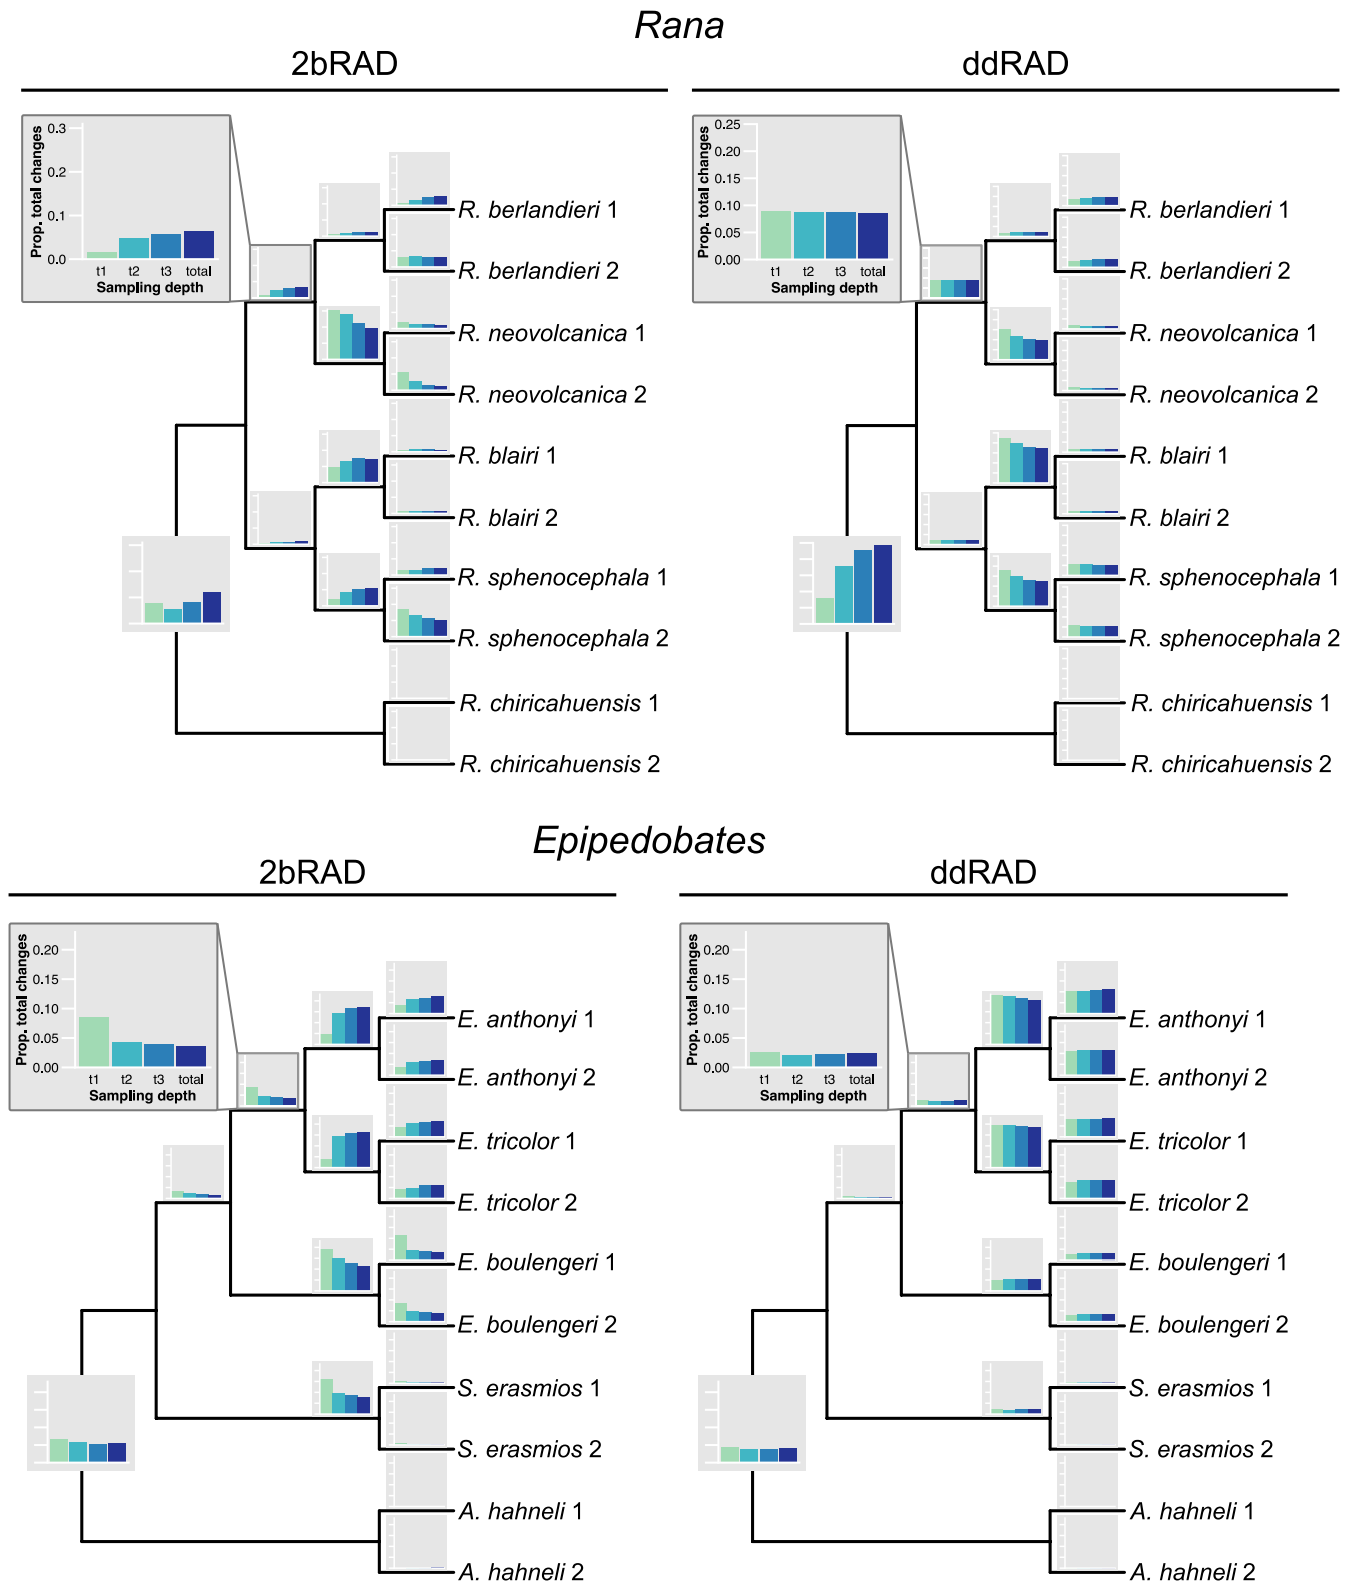 Rana
2bRAD
ddRAD
Prop. total changes
0.3
0.2
0.1
0.0
t1 t2 t3 total
Sampling depth
R. berlandieri 1
R. berlandieri 2
R. neovolcanica 1
R. neovolcanica 2
R. blairi 1
R. blairi 2
R. sphenocephala 1
R. sphenocephala 2
R. chiricahuensis 1
R. chiricahuensis 2
Prop. total changes
0.25
0.20
0.15
0.10
0.05
0.00
t1 t2 t3 total
Sampling depth
R. berlandieri 1
R. berlandieri 2
R. neovolcanica 1
R. neovolcanica 2
R. blairi 1
R. blairi 2
R. sphenocephala 1
R. sphenocephala 2
R. chiricahuensis 1
R. chiricahuensis 2
Epipedobates
2bRAD
ddRAD
Prop. total changes
0.20
0.15
0.10
0.05
0.00
t1 t2 t3 total
Sampling depth
E. anthonyi 1
E. anthonyi 2
E. tricolor 1
E. tricolor 2
E. boulengeri 1
E. boulengeri 2
S. erasmios 1
S. erasmios 2
A. hahneli 1
A. hahneli 2
Prop. total changes
0.20
0.15
0.10
0.05
0.00
t1 t2 t3 total
Sampling depth
E. anthonyi 1
E. anthonyi 2
E. tricolor 1
E. tricolor 2
E. boulengeri 1
E. boulengeri 2
S. erasmios 1
S. erasmios 2
A. hahneli 1
A. hahneli 2